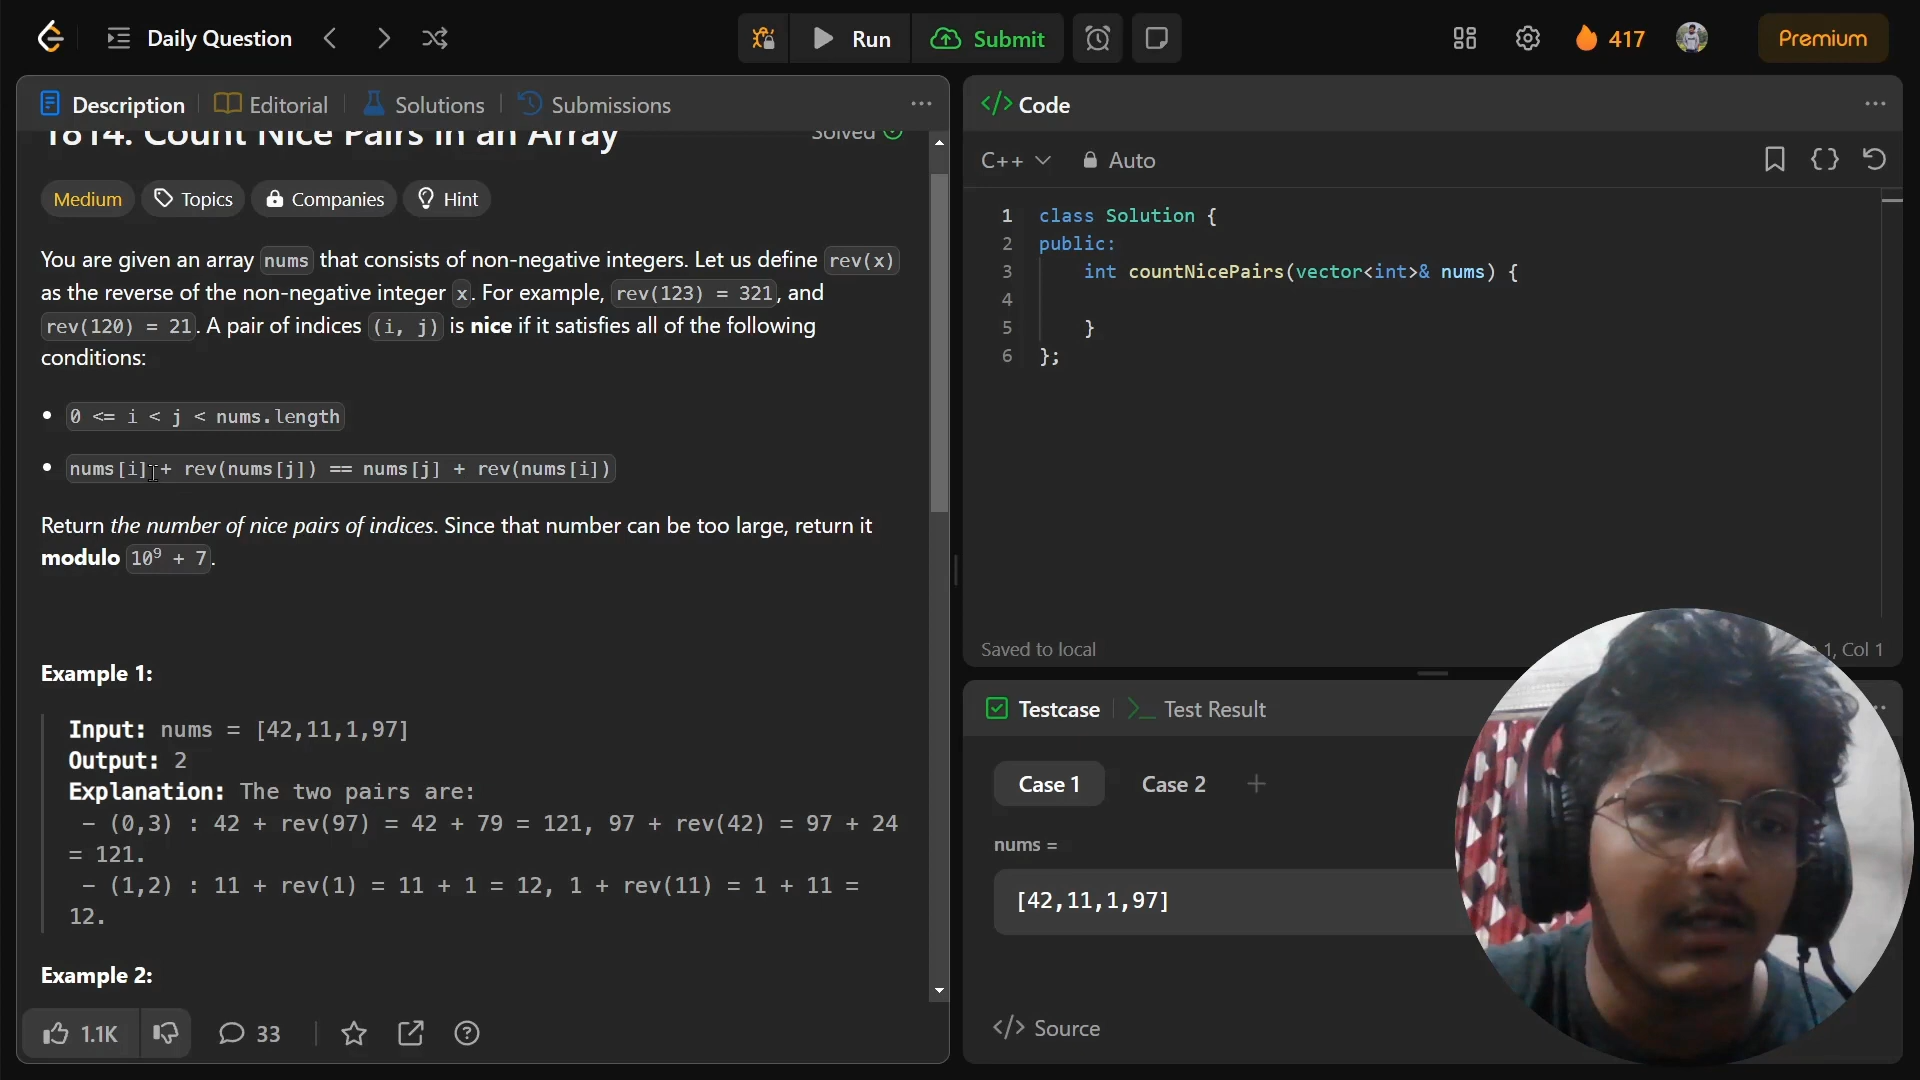 Daily Question
Run
Submit
417
Premium
Description
Editorial
Solutions
Submissions
Code
1814. Count Nice Pairs in an Array
Solved
Medium
Topics
Companies
Hint
You are given an array nums that consists of non-negative integers. Let us define rev(x)
as the reverse of the non-negative integer x. For example, rev(123) = 321, and
rev(120) = 21. A pair of indices (i, j) is nice if it satisfies all of the following
conditions:
0 <= i < j < nums.length
nums[i] + rev(nums[j]) == nums[j] + rev(nums[i])
Return the number of nice pairs of indices. Since that number can be too large, return it
modulo 10⁹ + 7.
Example 1:
Input: nums = [42,11,1,97]
Output: 2
Explanation: The two pairs are:
- (0,3) : 42 + rev(97) = 42 + 79 = 121, 97 + rev(42) = 97 + 24
= 121.
- (1,2) : 11 + rev(1) = 11 + 1 = 12, 1 + rev(11) = 1 + 11 =
12.
Example 2:
1.1K
33
C++
Auto
1 class Solution {
2 public:
3 int countNicePairs(vector<int>& nums) {
4
5 }
6 };
Saved to local
1, Col 1
Testcase
Test Result
Case 1
Case 2
nums =
[42,11,1,97]
</> Source